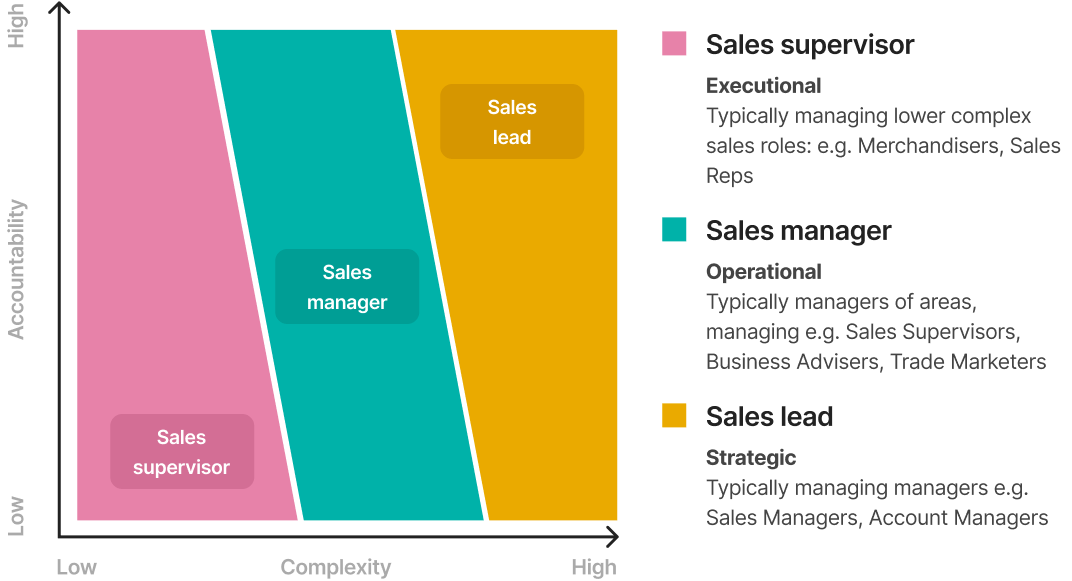 High
Accountability
Low
Low
Complexity
High
Sales
lead
Sales
manager
Sales
supervisor
Sales supervisor
Executional
Typically managing lower complex
sales roles: e.g. Merchandisers, Sales
Reps
Sales manager
Operational
Typically managers of areas,
managing e.g. Sales Supervisors,
Business Advisers, Trade Marketers
Sales lead
Strategic
Typically managing managers e.g.
Sales Managers, Account Managers